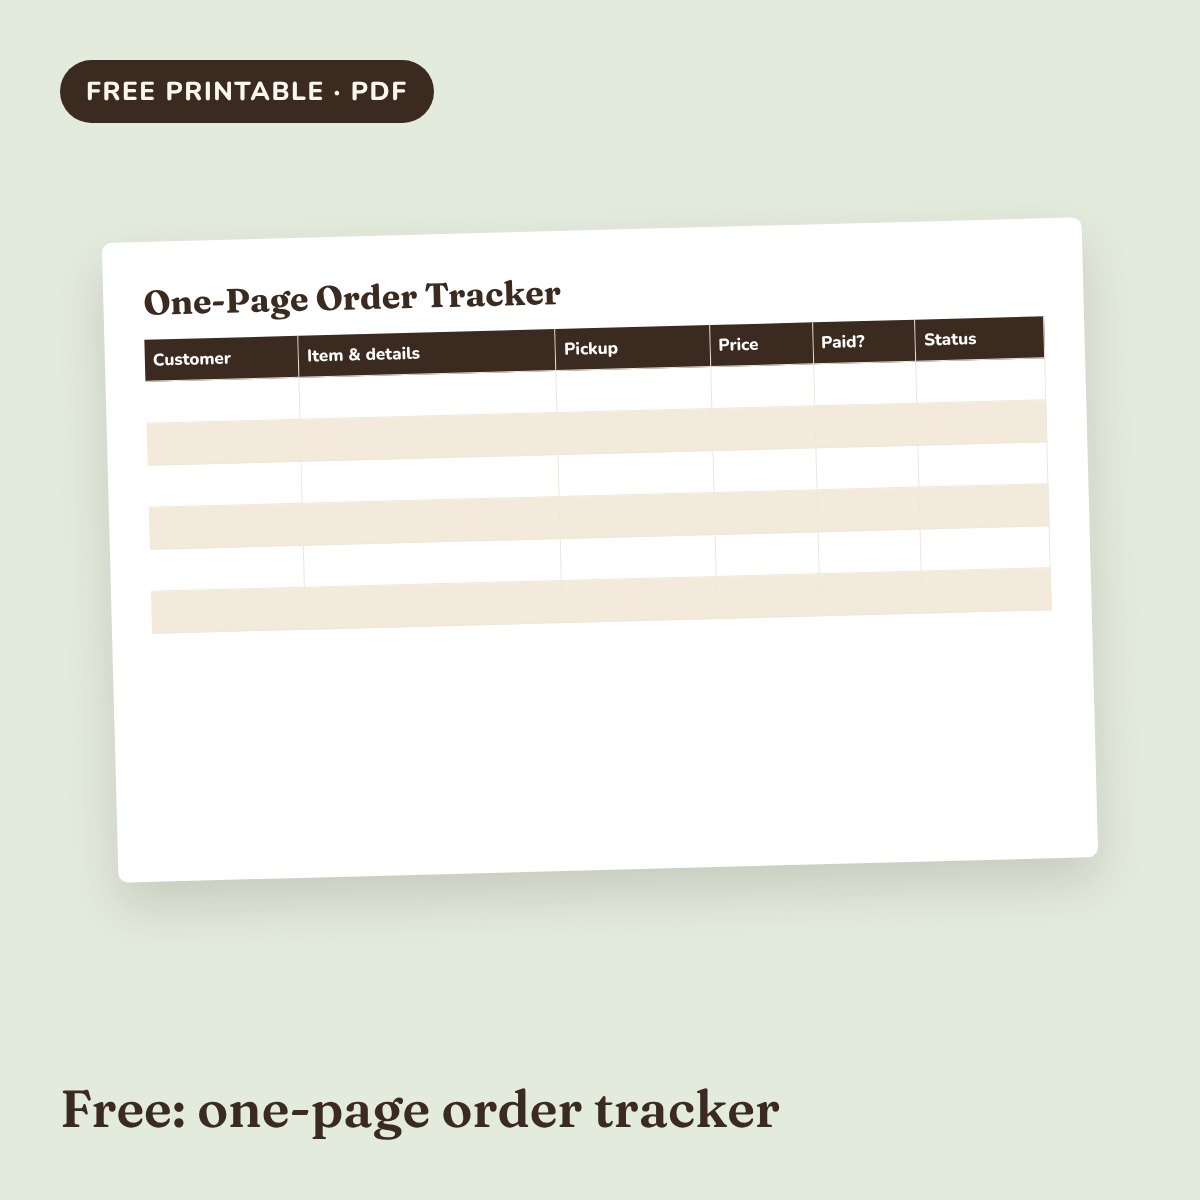 FREE PRINTABLE · PDF
One-Page Order Tracker
Customer Item & details Pickup Price Paid? Status
Free: one-page order tracker